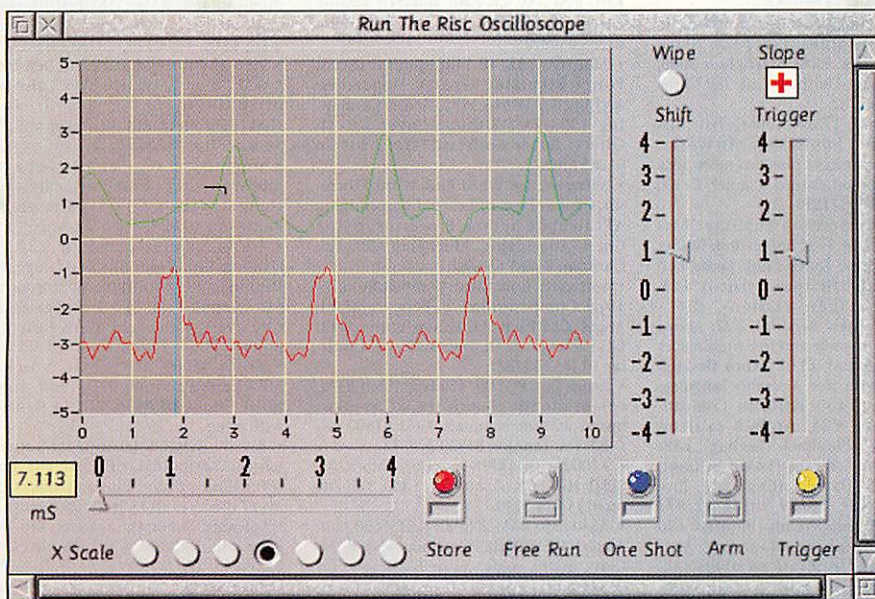 Run The Risc Oscilloscope
Wipe Slope
Shift Trigger
5
4
3
2
1
0
-1
-2
-3
-4
-5
0 1 2 3 4 5 6 7 8 9 10
4 4
3 3
2 2
1 1
0 0
-1 -1
-2 -2
-3 -3
-4 -4
7.113 0 1 2 3 4
mS
X Scale Store Free Run One Shot Arm Trigger